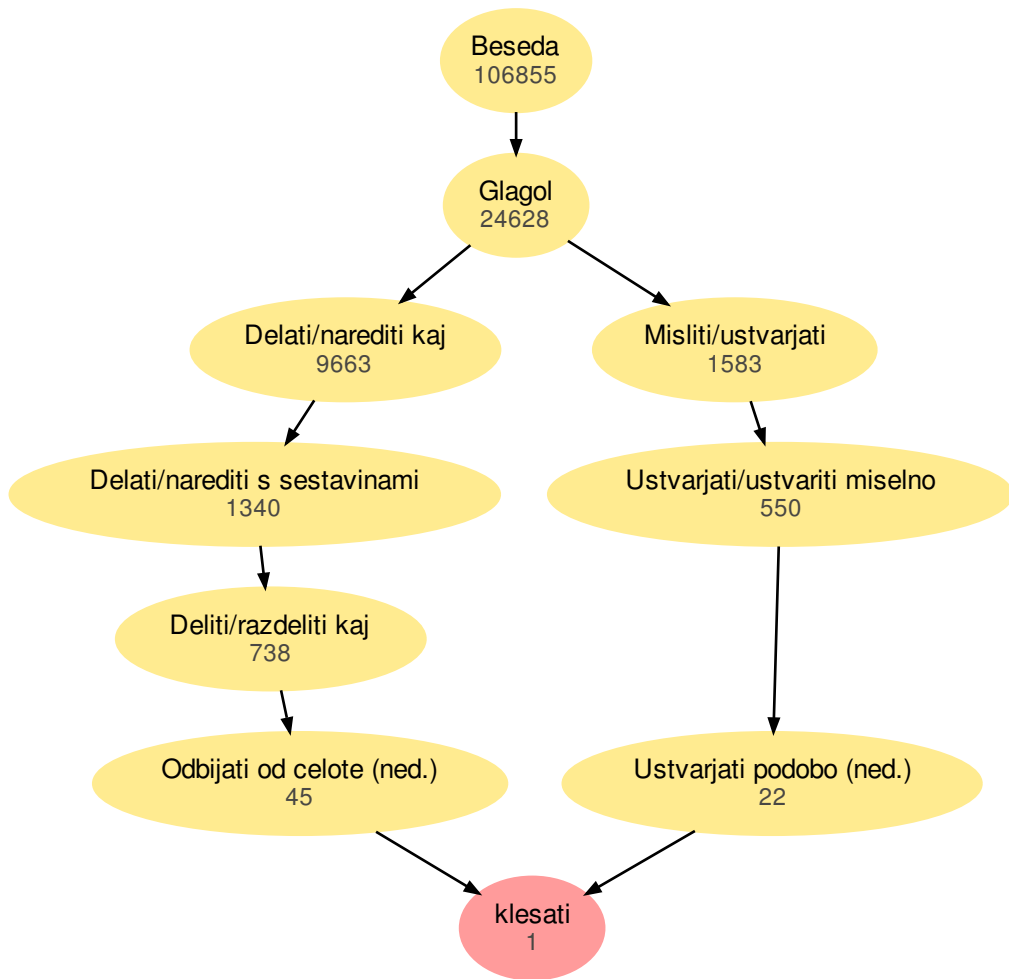 Beseda
106855
Glagol
24628
Delati/narediti kaj
9663
Misliti/ustvarjati
1583
Delati/narediti s sestavinami
1340
Ustvarjati/ustvariti miselno
550
Deliti/razdeliti kaj
738
Odbijati od celote (ned.)
45
Ustvarjati podobo (ned.)
22
klesati
1